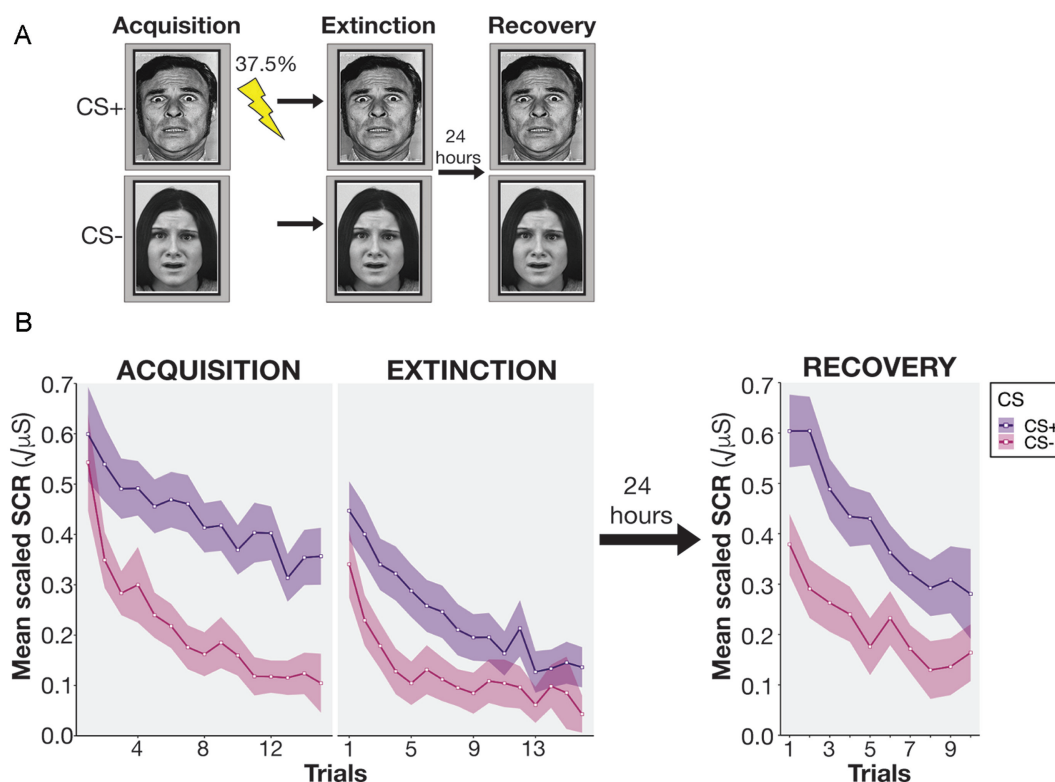 A
Acquisition Extinction Recovery
37.5%
CS+
24
hours
CS-
B
ACQUISITION EXTINCTION RECOVERY
Mean scaled SCR (√μS)
0.7
0.6
0.5
0.4
0.3
0.2
0.1
0.0
4 8 12
1 5 9 13
Trials
24
hours
Mean scaled SCR (√μS)
0.7
0.6
0.5
0.4
0.3
0.2
0.1
0.0
1 3 5 7 9
Trials
CS
CS+
CS-